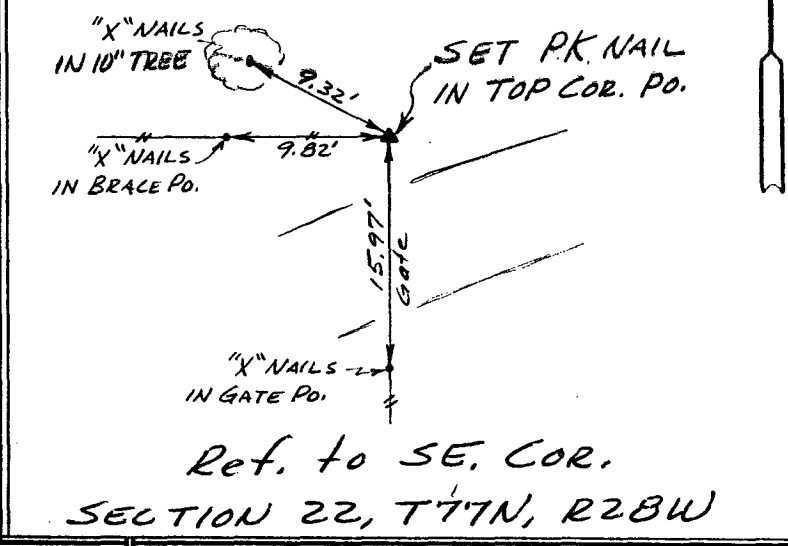 "X" NAILS
IN 10" TREE
SET P.K. NAIL
IN TOP COR. PO.
9.32'
9.82'
"X" NAILS
IN BRACE PO.
15.97'
Gate
"X" NAILS
IN GATE PO.
Ref. to SE. COR.
SECTION 22, T77N, R28W